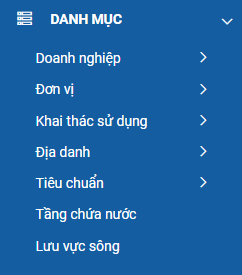 DANH MỤC
Doanh nghiệp
Đơn vị
Khai thác sử dụng
Địa danh
Tiêu chuẩn
Tầng chứa nước
Lưu vực sông